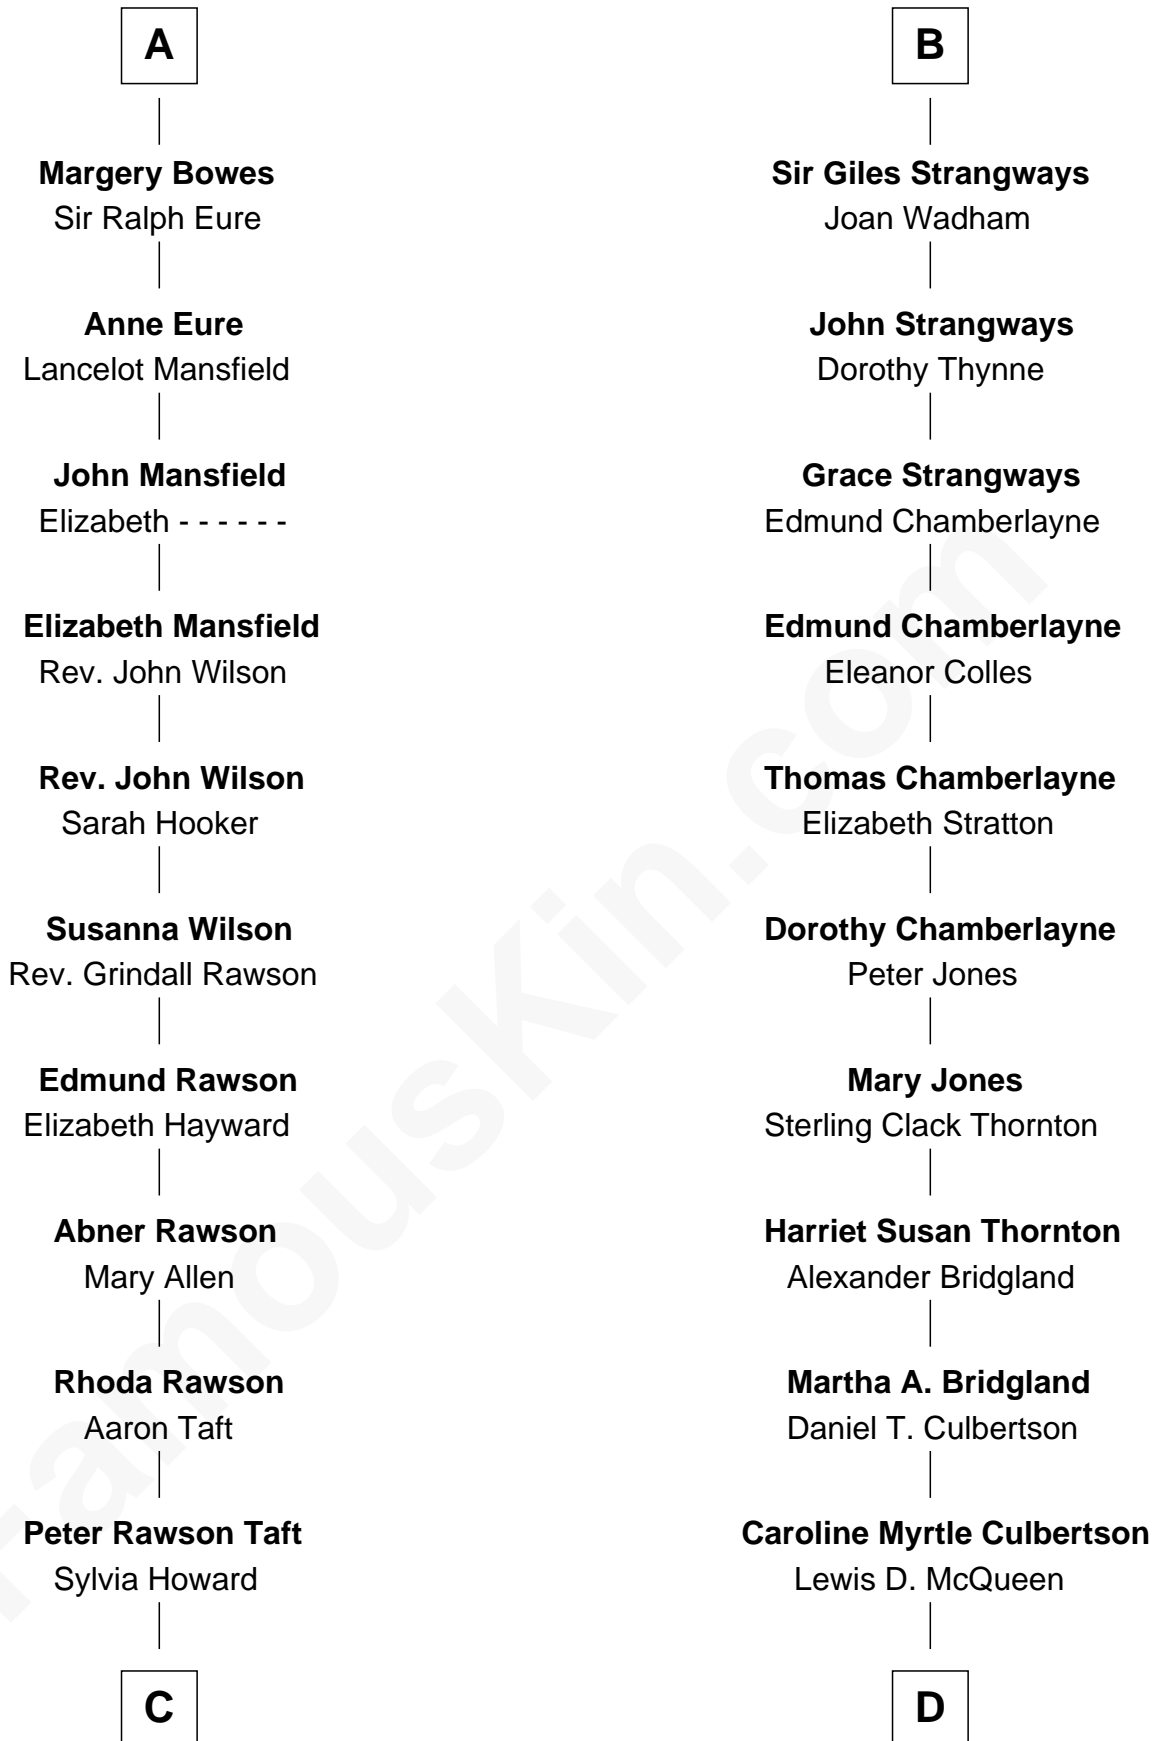 A
Margery Bowes
Sir Ralph Eure
Anne Eure
Lancelot Mansfield
John Mansfield
Elizabeth - - - - - -
Elizabeth Mansfield
Rev. John Wilson
Rev. John Wilson
Sarah Hooker
Susanna Wilson
Rev. Grindall Rawson
Edmund Rawson
Elizabeth Hayward
Abner Rawson
Mary Allen
Rhoda Rawson
Aaron Taft
Peter Rawson Taft
Sylvia Howard
C
B
Sir Giles Strangways
Joan Wadham
John Strangways
Dorothy Thynne
Grace Strangways
Edmund Chamberlayne
Edmund Chamberlayne
Eleanor Colles
Thomas Chamberlayne
Elizabeth Stratton
Dorothy Chamberlayne
Peter Jones
Mary Jones
Sterling Clack Thornton
Harriet Susan Thornton
Alexander Bridgland
Martha A. Bridgland
Daniel T. Culbertson
Caroline Myrtle Culbertson
Lewis D. McQueen
D
FamousKin.com